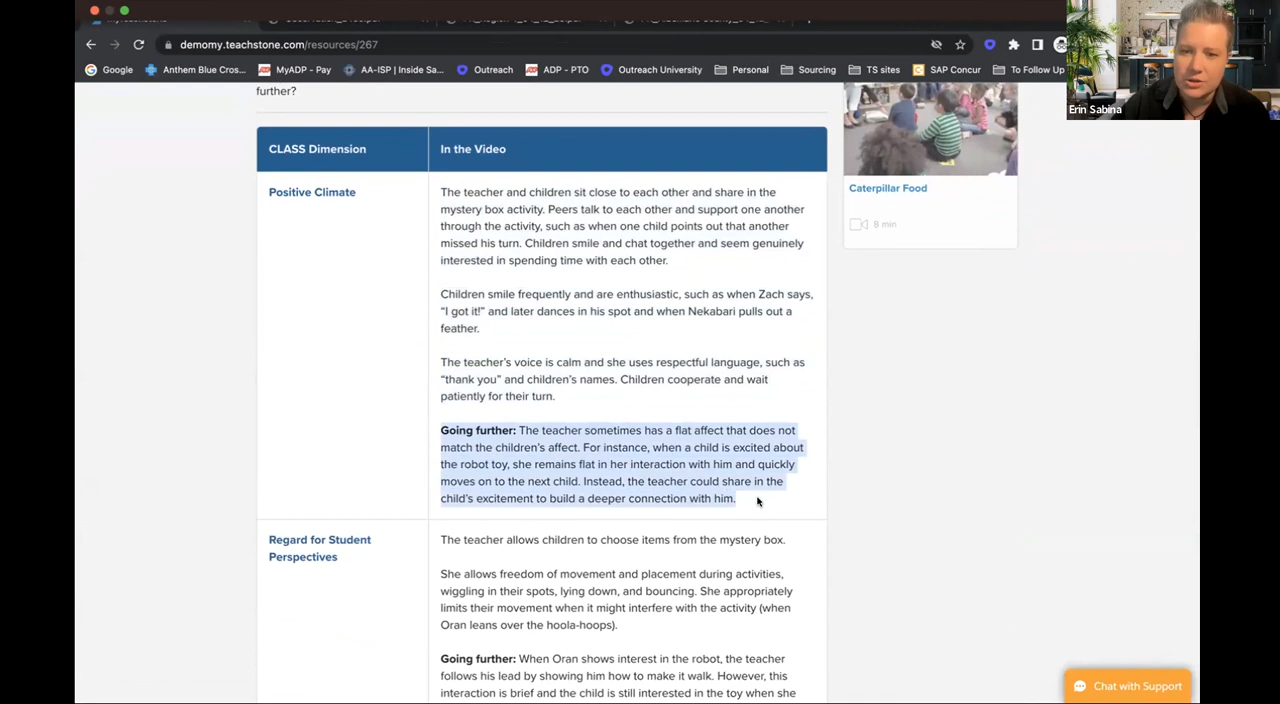 demomy.teachstone.com/resources/267
Google
Anthem Blue Cros...
MyADP - Pay
AA-ISP | Inside Sa...
Outreach
ADP - PTO
Outreach University
Personal
Sourcing
TS sites
SAP Concur
To Follow Up
Erin Sabina
further?
CLASS Dimension
In the Video
Positive Climate
The teacher and children sit close to each other and share in the
mystery box activity. Peers talk to each other and support one another
through the activity, such as when one child points out that another
missed his turn. Children smile and chat together and seem genuinely
interested in spending time with each other.
Children smile frequently and are enthusiastic, such as when Zach says,
“I got it!” and later dances in his spot and when Nekabari pulls out a
feather.
The teacher’s voice is calm and she uses respectful language, such as
“thank you” and children’s names. Children cooperate and wait
patiently for their turn.
Going further: The teacher sometimes has a flat affect that does not
match the children’s affect. For instance, when a child is excited about
the robot toy, she remains flat in her interaction with him and quickly
moves on to the next child. Instead, the teacher could share in the
child’s excitement to build a deeper connection with him.
Regard for Student
Perspectives
The teacher allows children to choose items from the mystery box.
She allows freedom of movement and placement during activities,
wiggling in their spots, lying down, and bouncing. She appropriately
limits their movement when it might interfere with the activity (when
Oran leans over the hoola-hoops).
Going further: When Oran shows interest in the robot, the teacher
follows his lead by showing him how to make it walk. However, this
interaction is brief and the child is still interested in the toy when she
Caterpillar Food
8 min
Chat with Support